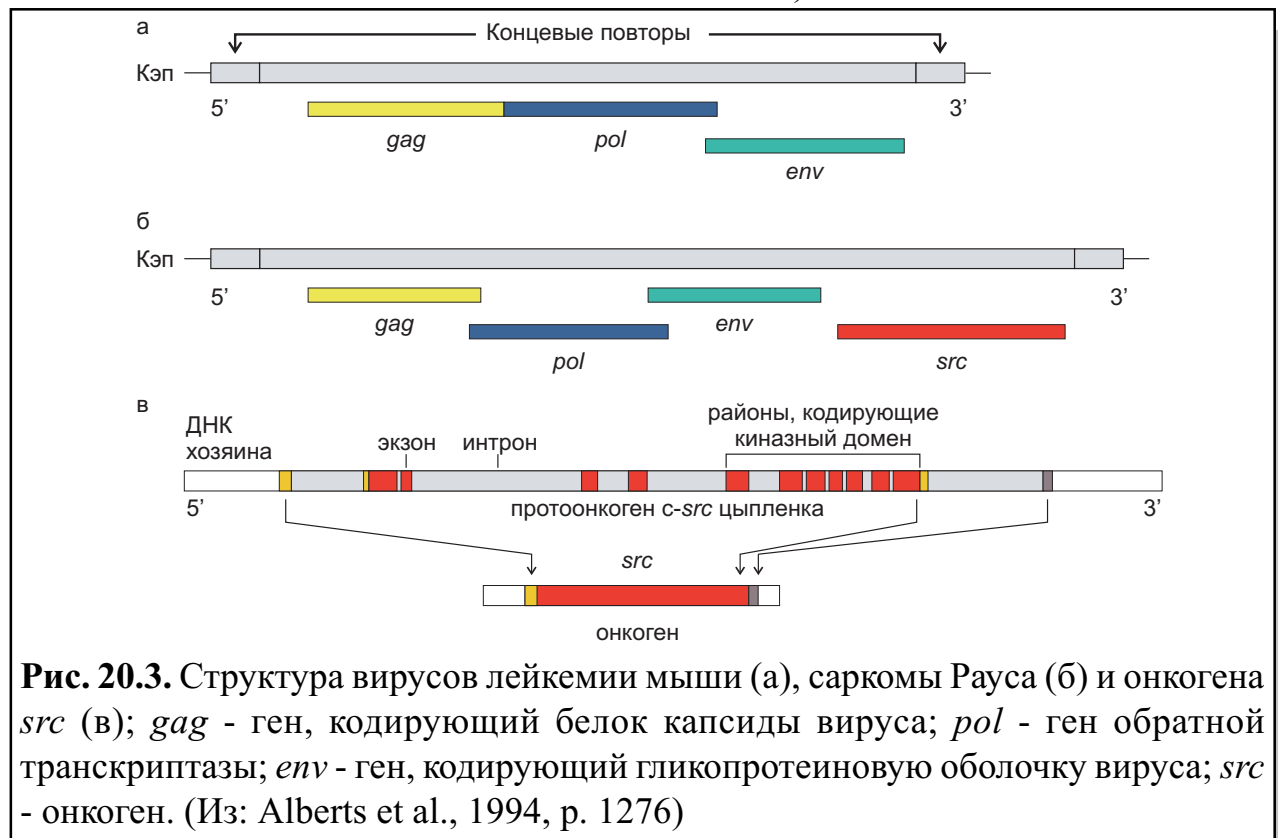 а
Концевые повторы
Кэп
5’ 3’
gag pol
env
б
Кэп
5’ 3’
gag env
pol src
в
ДНК хозяина
экзон интрон
районы, кодирующие
киназный домен
5’ протоонкоген c-src цыпленка 3’
src
онкоген
Рис. 20.3. Структура вирусов лейкемии мыши (а), саркомы Рауса (б) и онкогена
src (в); gag - ген, кодирующий белок капсиды вируса; pol - ген обратной
транскриптазы; env - ген, кодирующий гликопротеиновую оболочку вируса; src
- онкоген. (Из: Alberts et al., 1994, p. 1276)